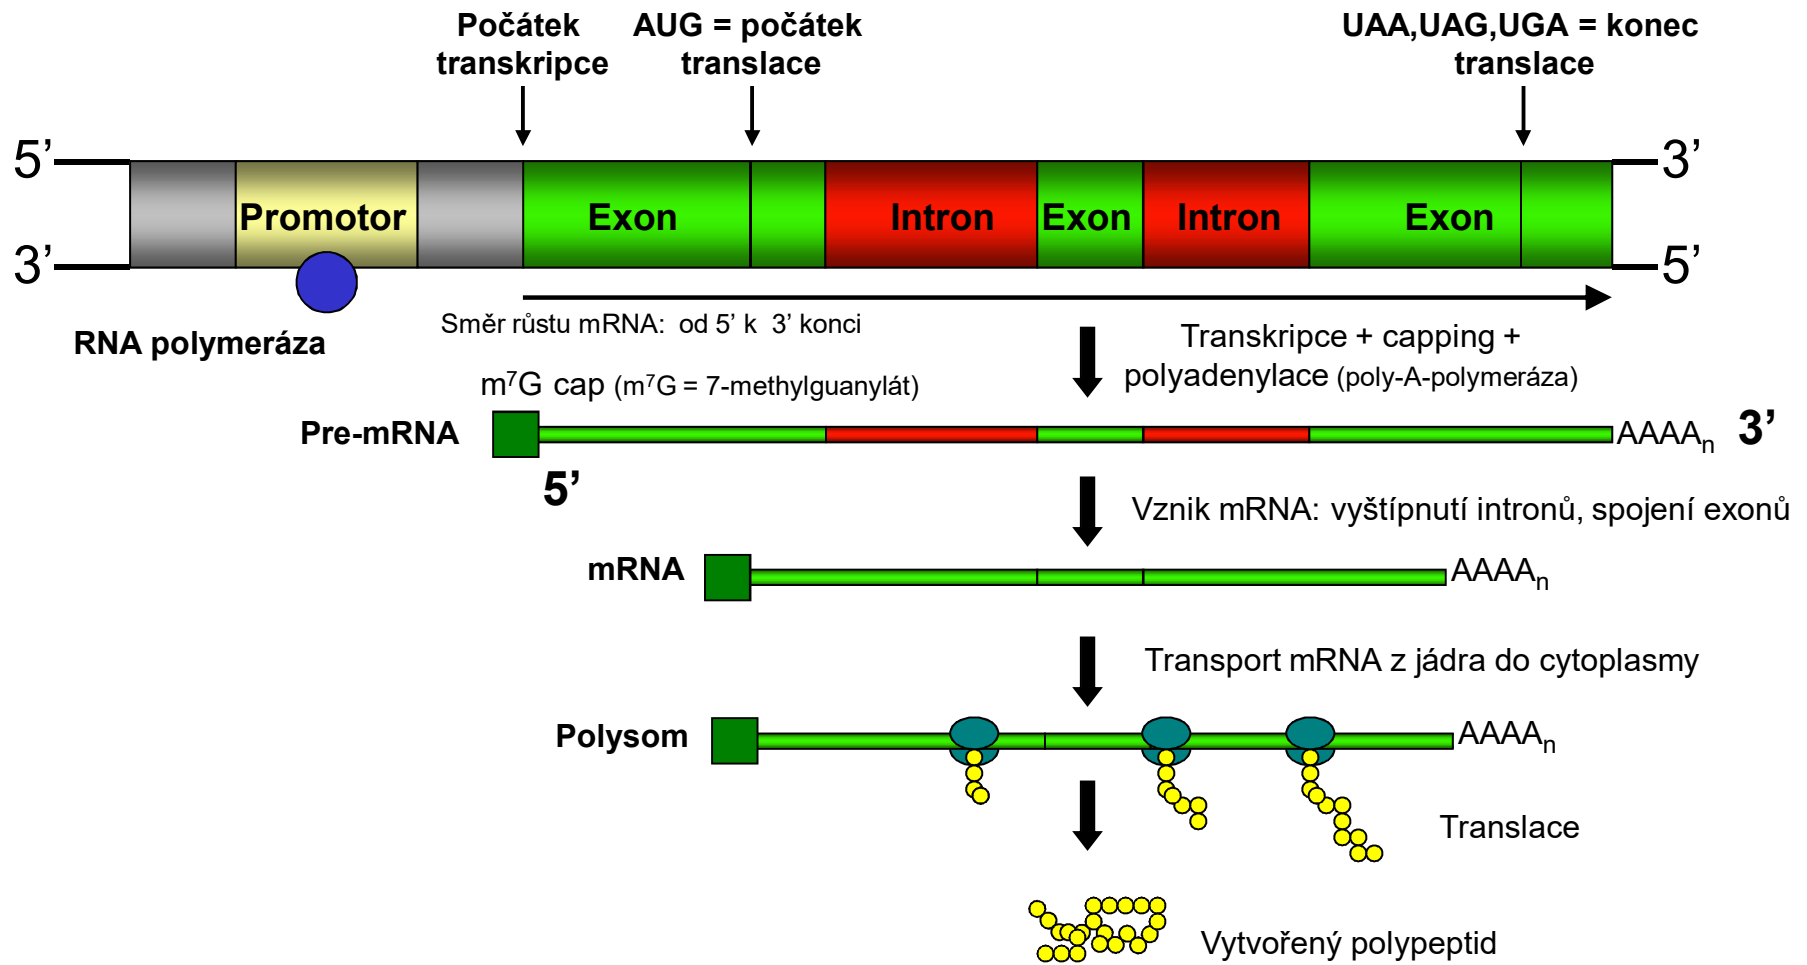 Počátek
transkripce
AUG = počátek
translace
UAA,UAG,UGA = konec
translace
5’
3’
Promotor
Exon
Intron
Exon
Intron
Exon
3’
5’
RNA polymeráza
Směr růstu mRNA: od 5’ k 3’ konci
Transkripce + capping +
polyadenylace (poly-A-polymeráza)
m⁷G cap (m⁷G = 7-methylguanylát)
Pre-mRNA
AAAAₙ 3’
5’
Vznik mRNA: vyštípnutí intronů, spojení exonů
mRNA
AAAAₙ
Transport mRNA z jádra do cytoplasmy
Polysom
AAAAₙ
Translace
Vytvořený polypeptid